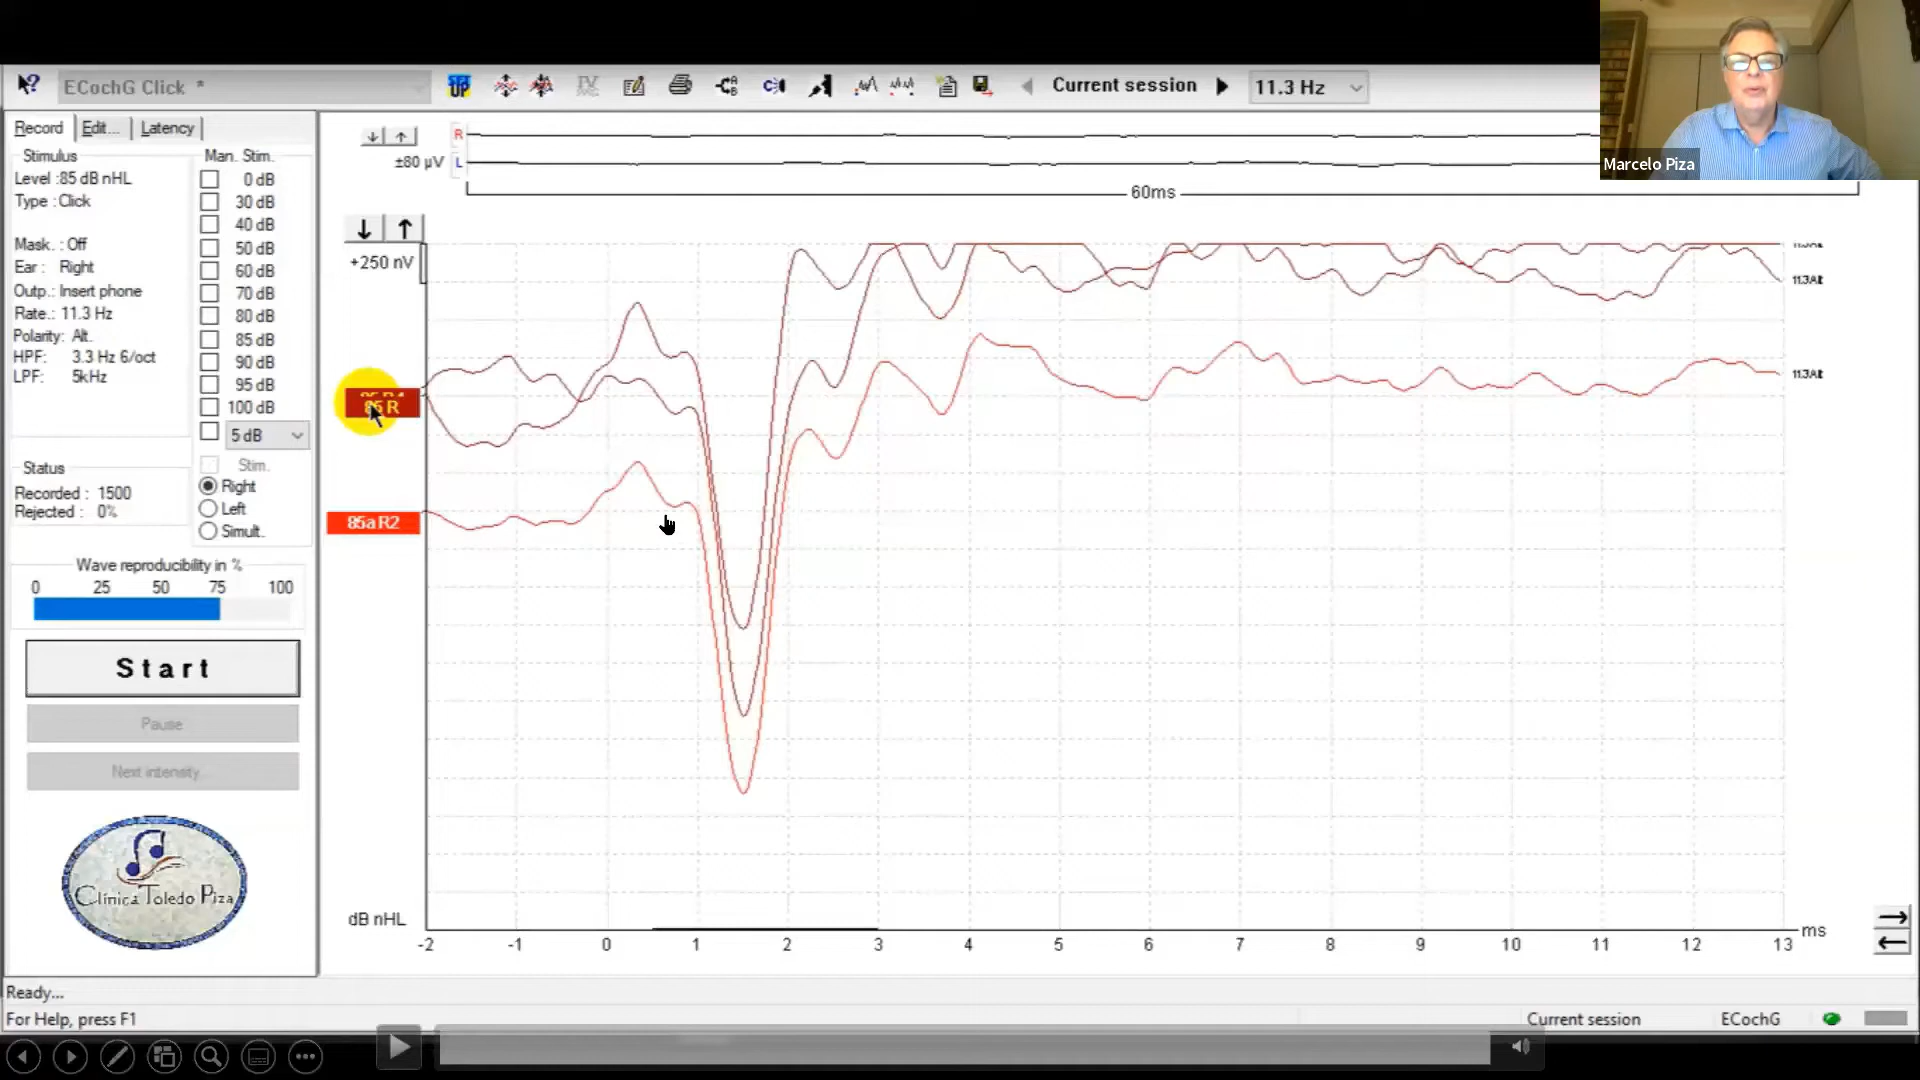 ECochG Click *
UP
Current session
11.3 Hz
Marcelo Piza
Record
Edit...
Latency
Stimulus
Level :85 dB nHL
Type : Click
Mask. : Off
Ear : Right
Outp.: Insert phone
Rate.: 11.3 Hz
Polarity: Alt.
HPF: 3.3 Hz 6/oct
LPF: 5kHz
Man. Stim.
0 dB
30 dB
40 dB
50 dB
60 dB
70 dB
80 dB
85 dB
90 dB
95 dB
100 dB
5 dB
Stim.
Right
Left
Simult.
Status
Recorded : 1500
Rejected : 0%
Wave reproducibility in %
0 25 50 75 100
Start
Pause
Next intensity
Clínica Toledo Piza
R
±80 µV L
60ms
+250 nV
85 R
85a R2
11.3Alt
11.3Alt
dB nHL
-2 -1 0 1 2 3 4 5 6 7 8 9 10 11 12 13 ms
Ready...
For Help, press F1
Current session
ECochG